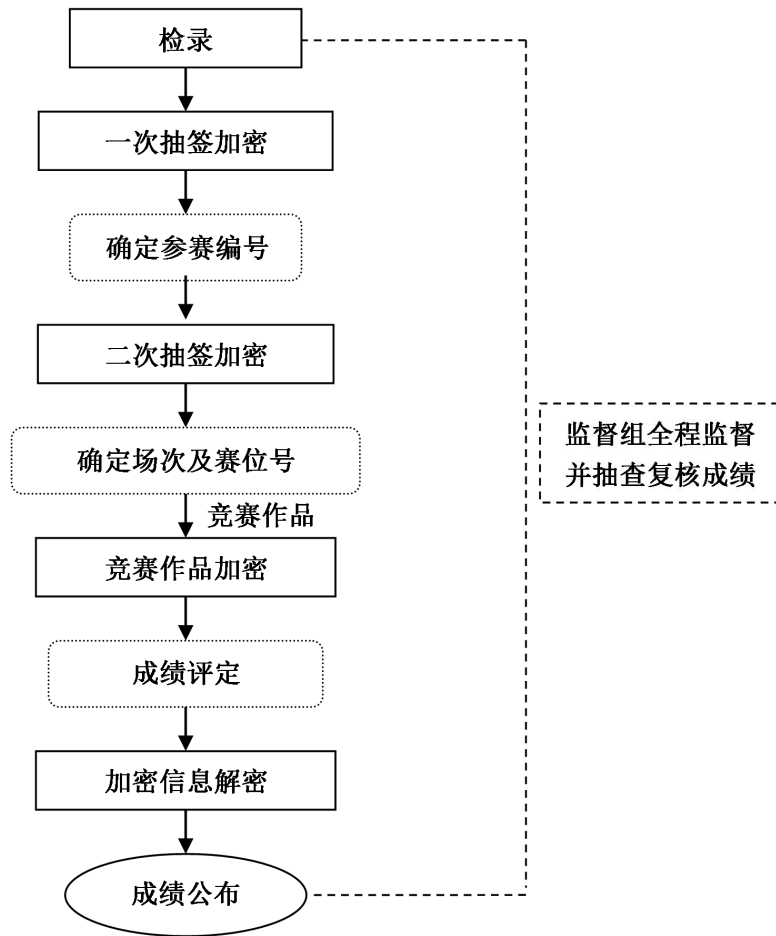 检录
一次抽签加密
确定参赛编号
二次抽签加密
确定场次及赛位号
竞赛作品
竞赛作品加密
成绩评定
加密信息解密
成绩公布
监督组全程监督
并抽查复核成绩